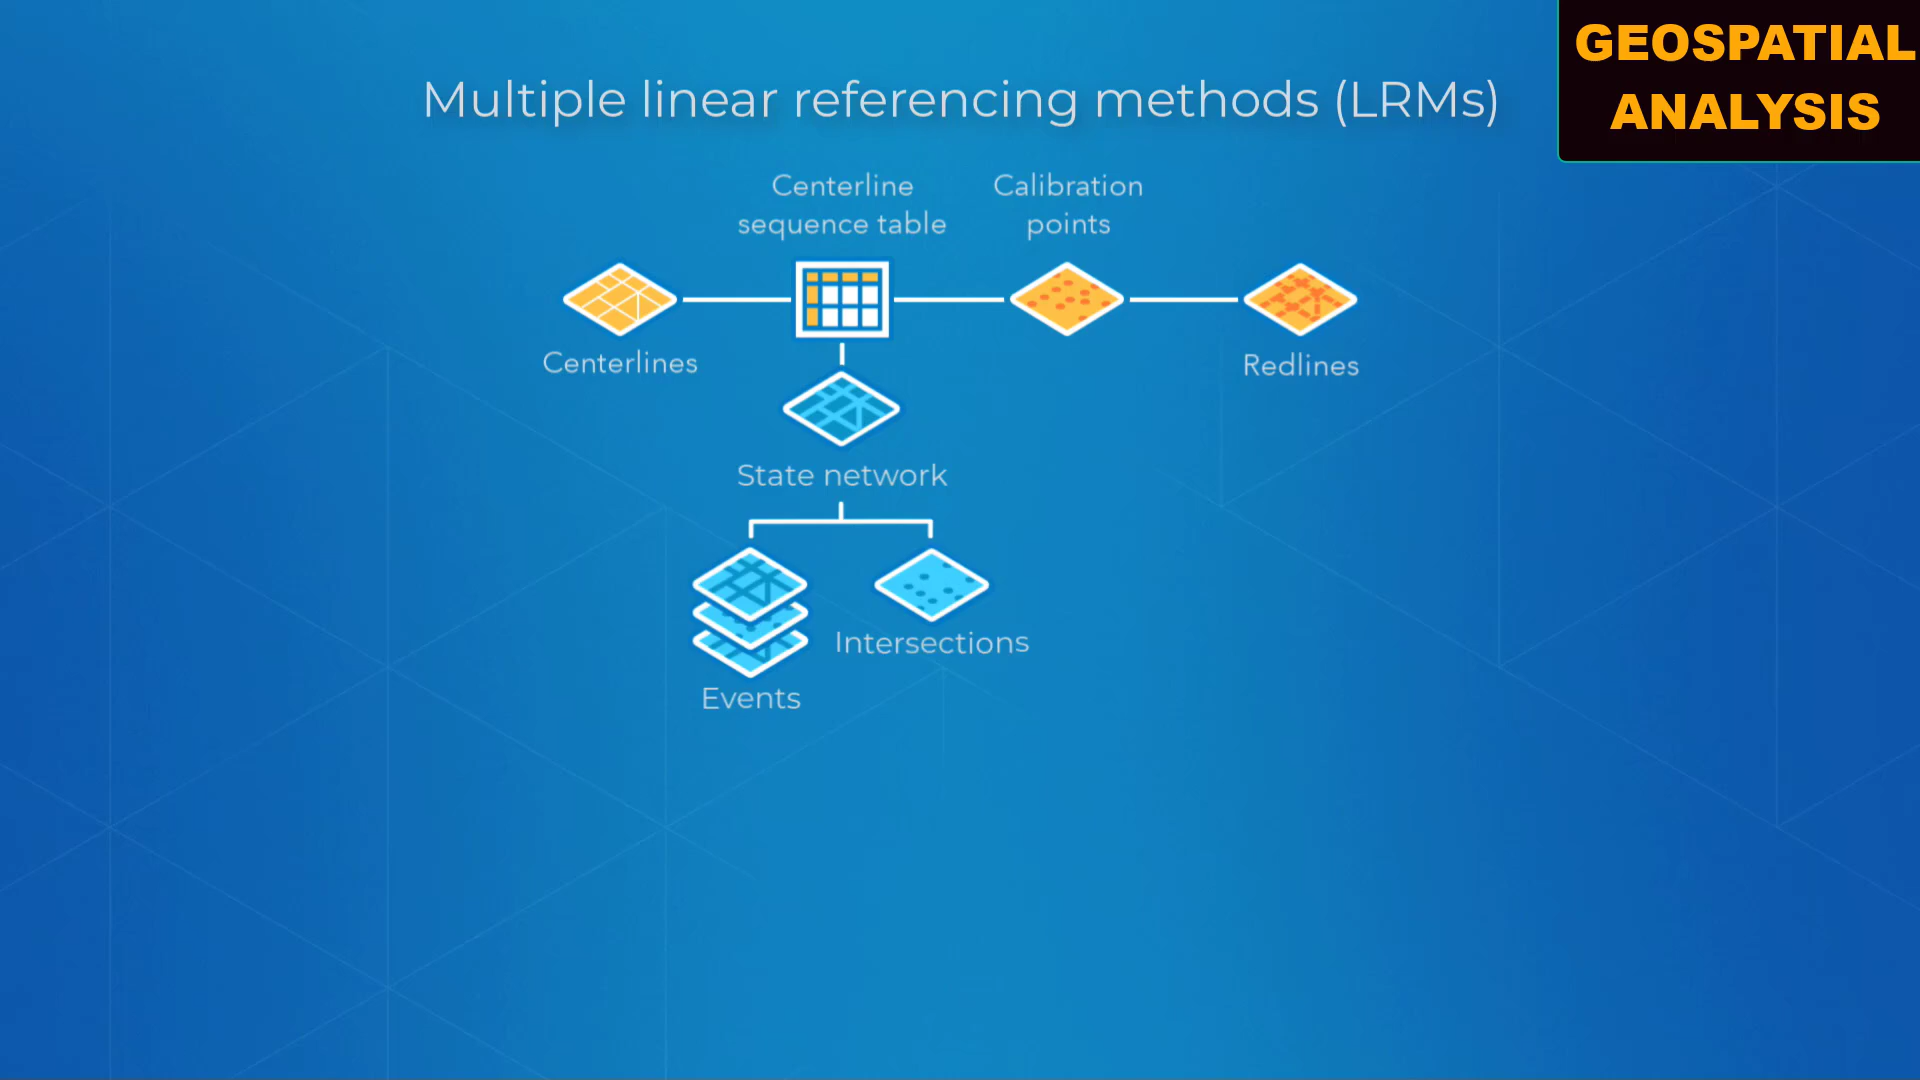 GEOSPATIAL
ANALYSIS
Multiple linear referencing methods (LRMs)
Centerline
sequence table
Calibration
points
Centerlines
Redlines
State network
Intersections
Events